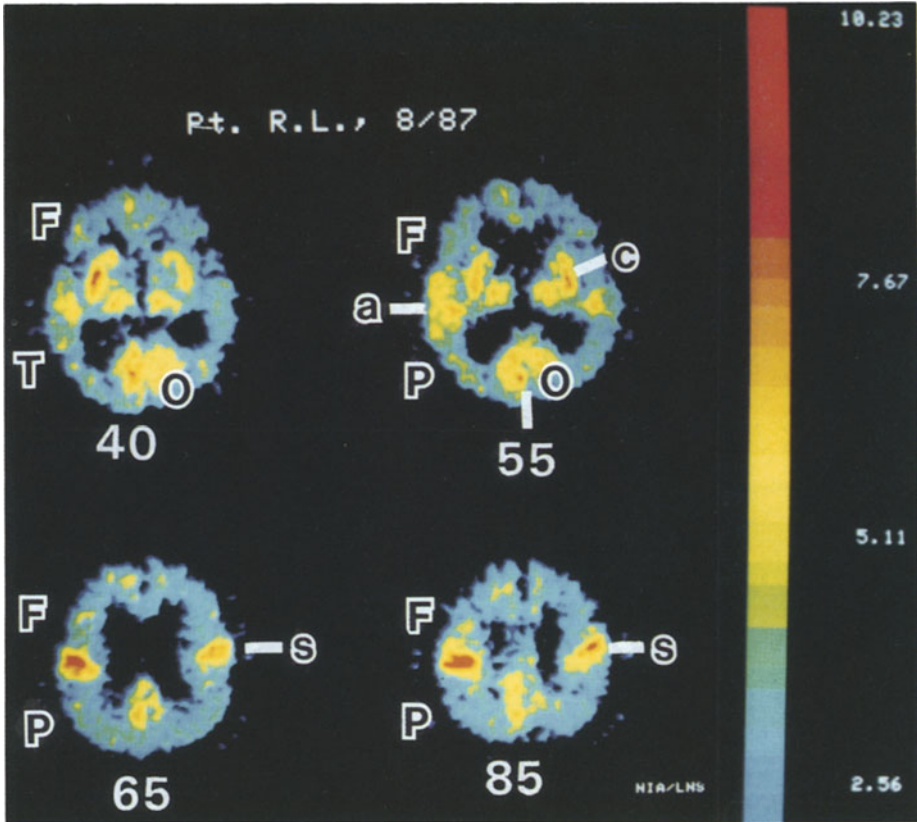 10.23
Pt. R.L., 8/87
F
F
c
7.67
a
T
O
P
O
40
55
5.11
F
F
s
s
P
P
65
85
NIA/LNS
2.56